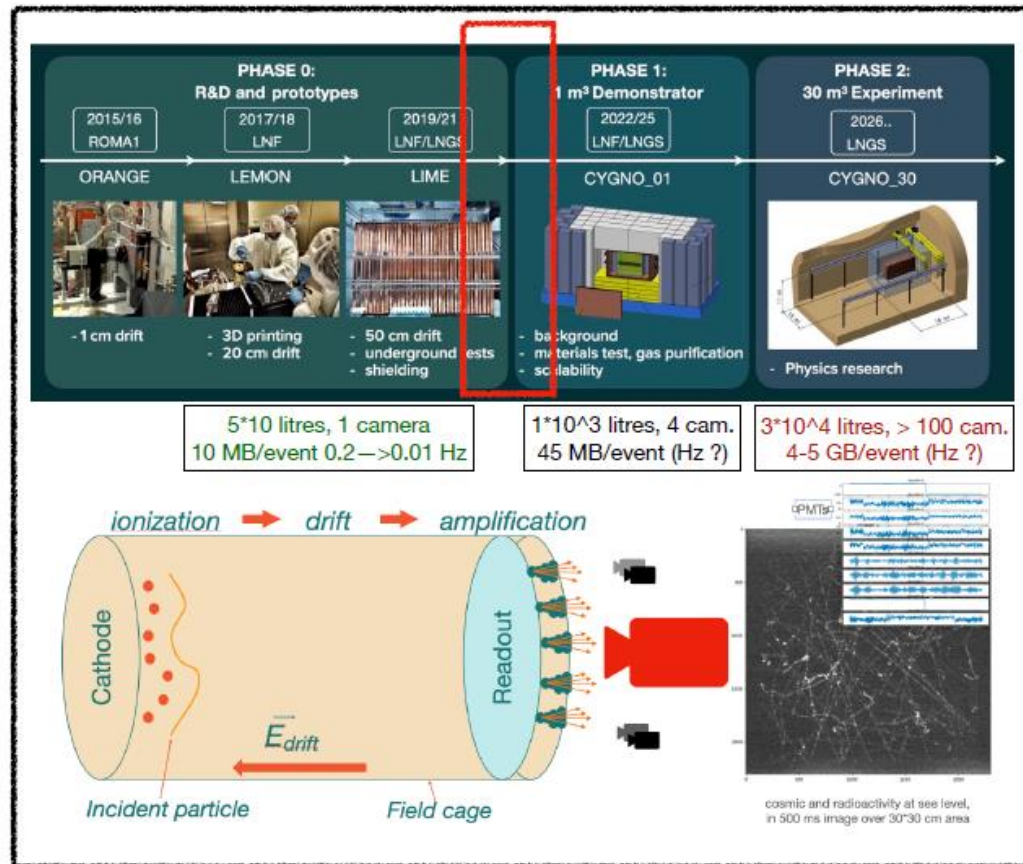 PHASE 0:
R&D and prototypes
2015/16
ROMA1
2017/18
LNF
2019/21
LNF/LNGS
ORANGE
LEMON
LIME
- 1 cm drift
- 3D printing
- 20 cm drift
- 50 cm drift
- underground tests
- shielding
PHASE 1:
1 m³ Demonstrator
2022/25
LNF/LNGS
CYGNO_01
- background
- materials test, gas purification
- scalability
PHASE 2:
30 m³ Experiment
2026..
LNGS
CYGNO_30
- Physics research
5*10 litres, 1 camera
10 MB/event 0.2—>0.01 Hz
1*10^3 litres, 4 cam.
45 MB/event (Hz ?)
3*10^4 litres, > 100 cam.
4-5 GB/event (Hz ?)
ionization drift amplification
Cathode
Readout
E drift
Incident particle
Field cage
PMTs
cosmic and radioactivity at see level,
in 500 ms image over 30*30 cm area